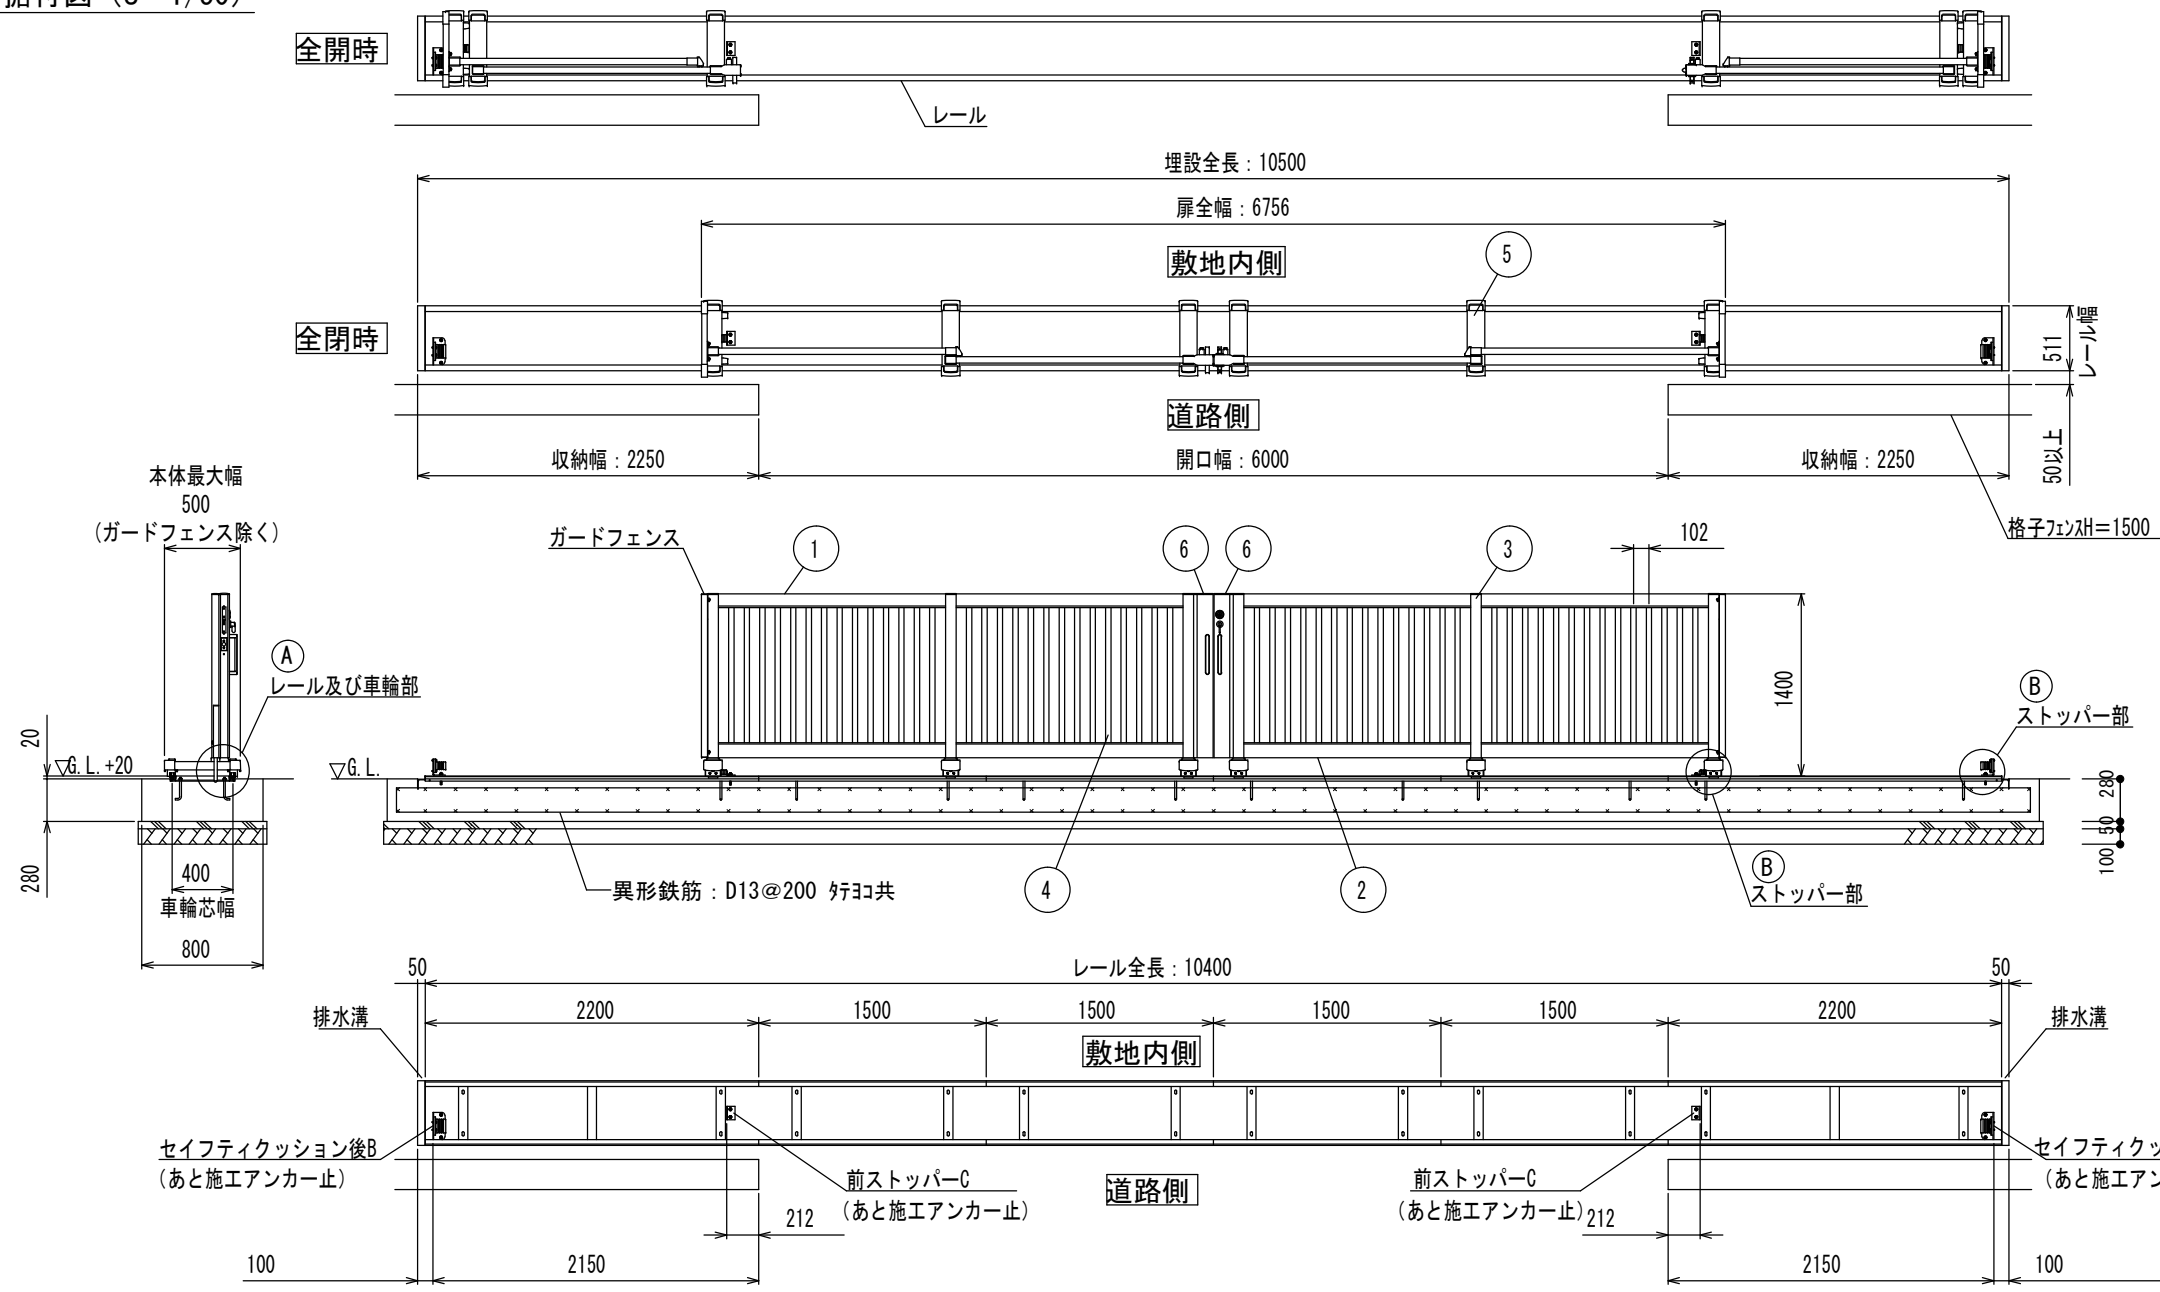 全開時
レール
埋設全長：10500
扉全幅：6756
敷地内側
5
全閉時
511
レール幅
道路側
50以上
収納幅：2250
開口幅：6000
収納幅：2250
本体最大幅
500
(ガードフェンス除く)
格子フェンスH＝1500
ガードフェンス
1
6
6
3
102
A
レール及び車輪部
1400
B
ストッパー部
20
▽G.L.+20
▽G.L.
280
50
100
280
400
車輪芯幅
800
異形鉄筋：D13@200 タテヨコ共
4
2
B
ストッパー部
50
レール全長：10400
50
2200
1500
1500
1500
1500
2200
排水溝
排水溝
敷地内側
セイフティクッション後B
(あと施工アンカー止)
前ストッパーC
(あと施工アンカー止)
道路側
前ストッパーC
(あと施工アンカー止)
212
212
100
2150
2150
100